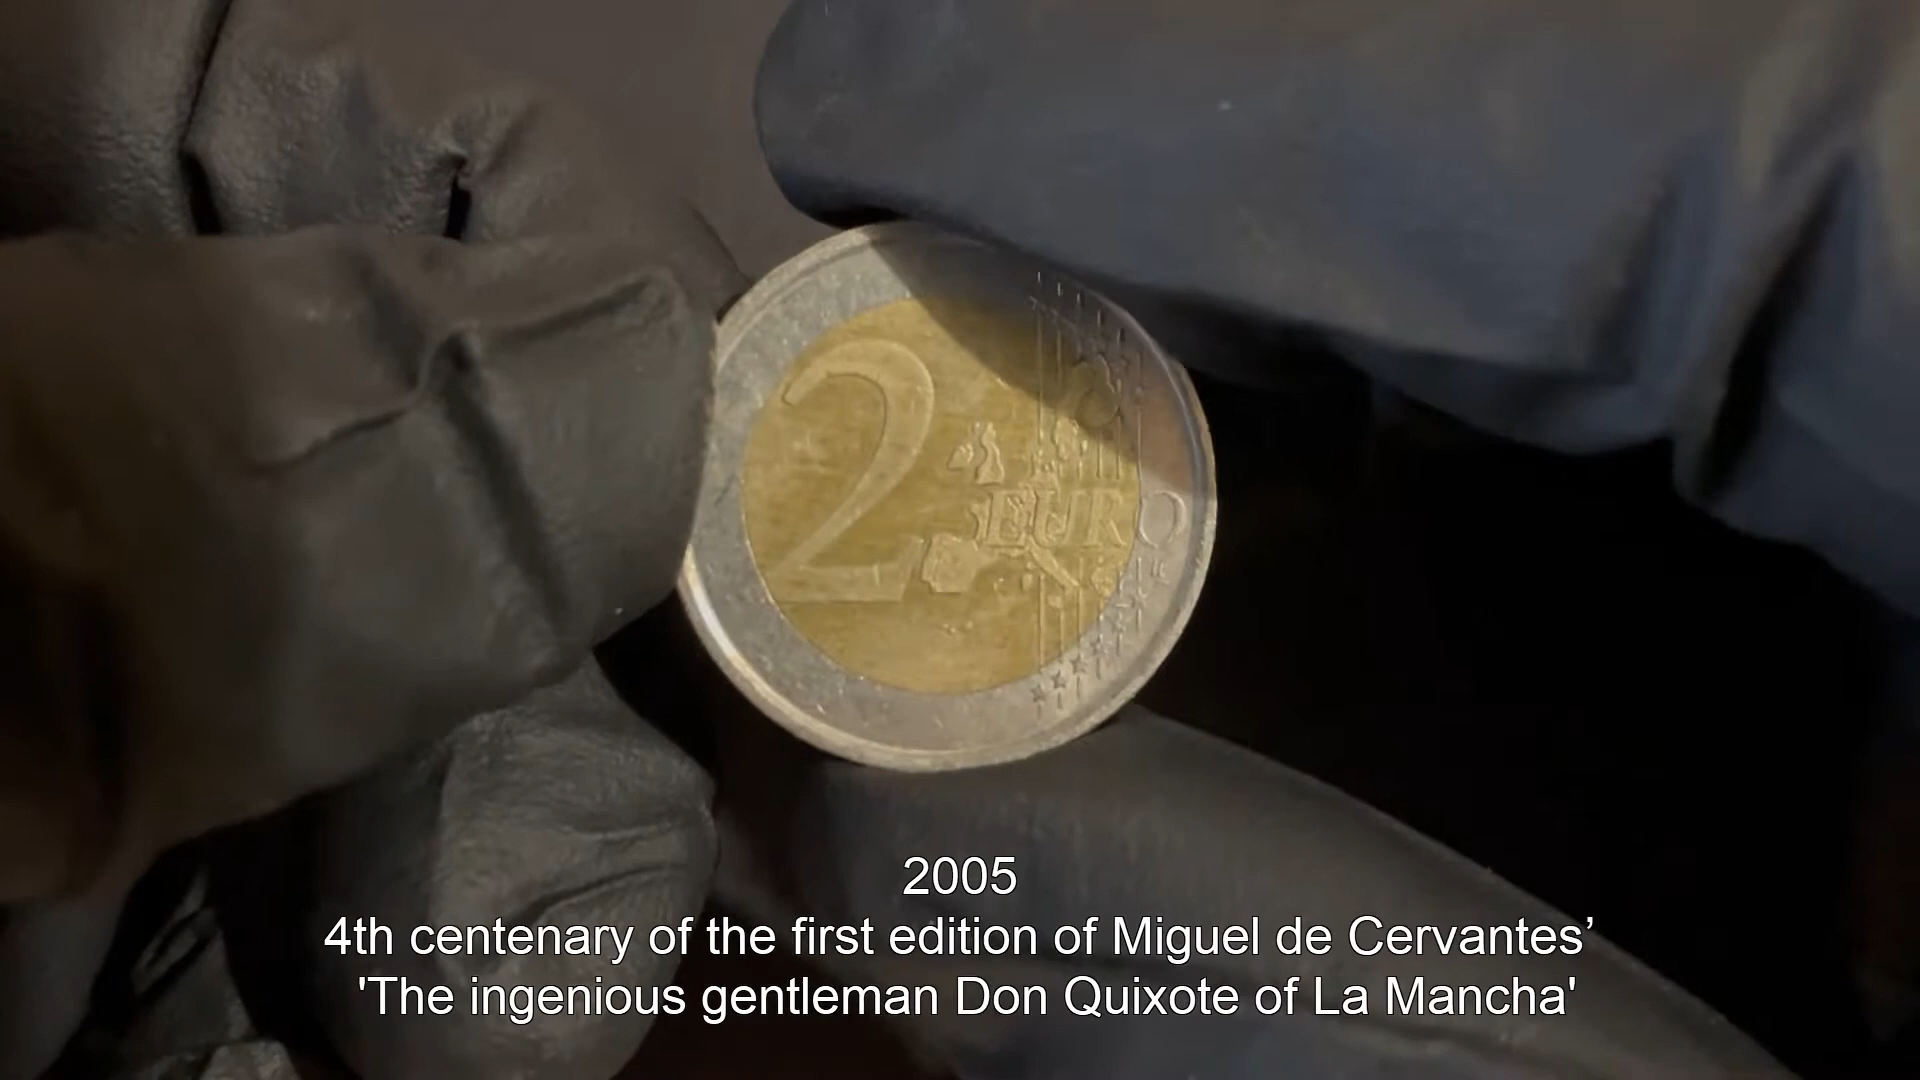 2 EURO
2005
4th centenary of the first edition of Miguel de Cervantes’
'The ingenious gentleman Don Quixote of La Mancha'